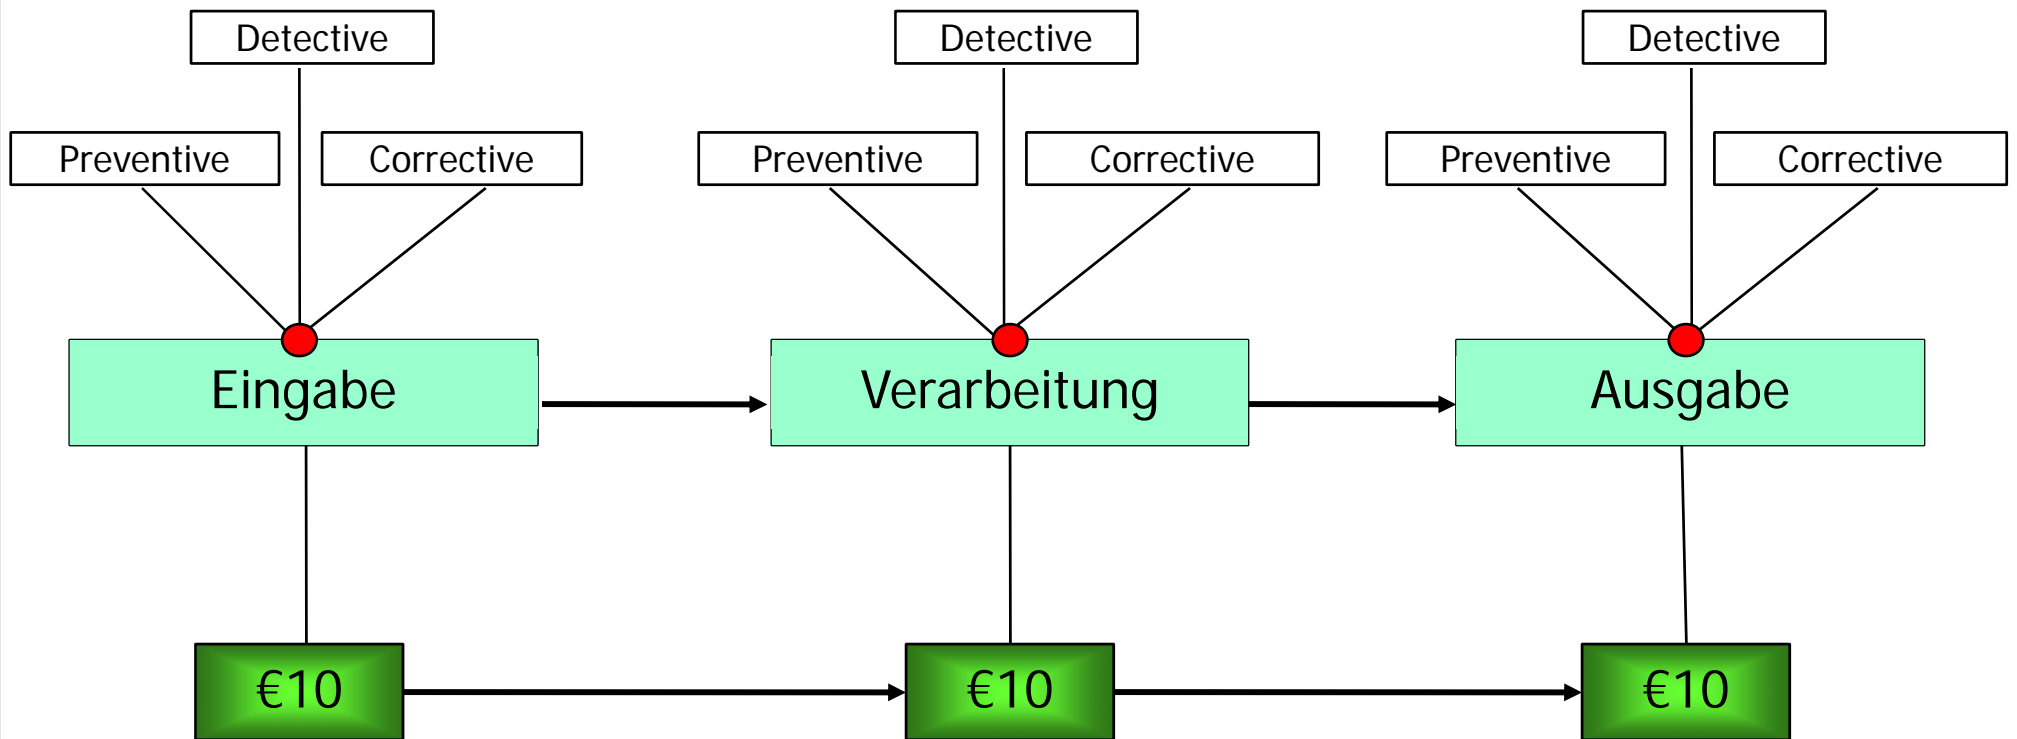 Detective
Detective
Detective
Preventive
Corrective
Preventive
Corrective
Preventive
Corrective
Eingabe
Verarbeitung
Ausgabe
€10
€10
€10